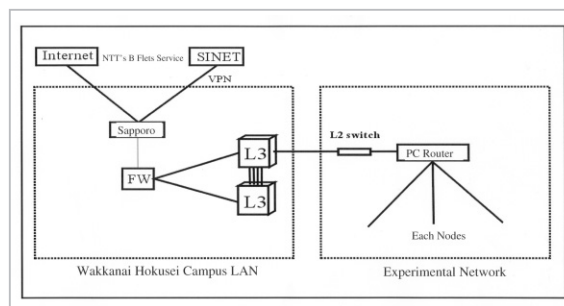 Internet NTT's B Flets Service SINET
VPN
Sapporo
L2 switch
L3
PC Router
FW
L3
Each Nodes
Wakkanai Hokusei Campus LAN
Experimental Network